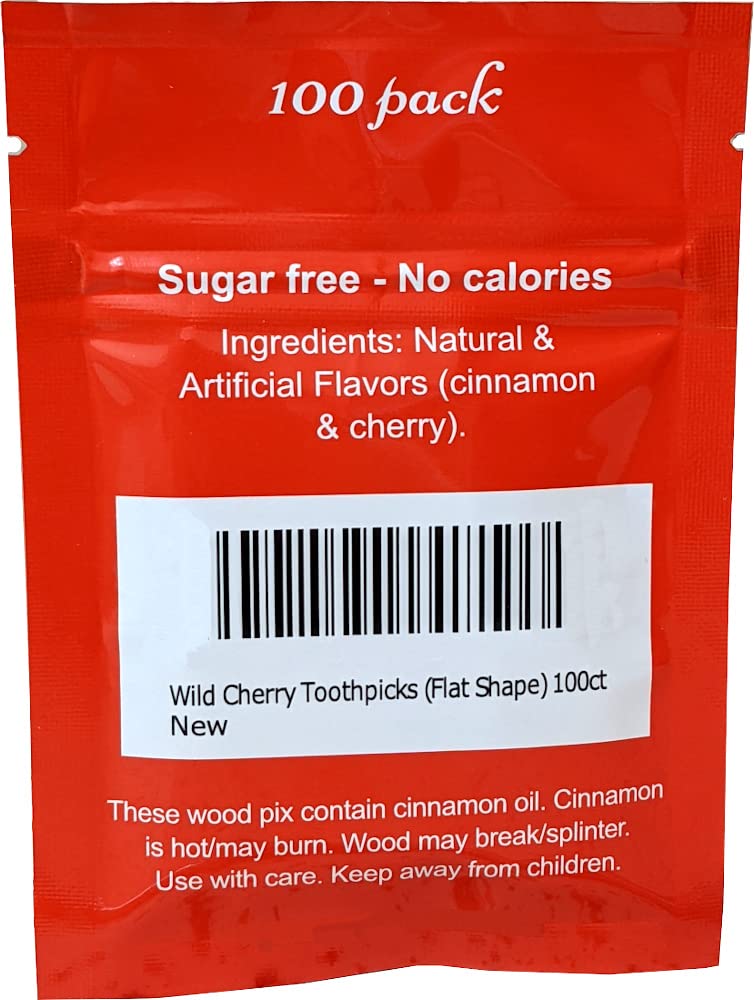 100 pack
Sugar free - No calories
Ingredients: Natural &
Artificial Flavors (cinnamon
& cherry).
Wild Cherry Toothpicks (Flat Shape) 100ct
New
These wood pix contain cinnamon oil. Cinnamon
is hot/may burn. Wood may break/splinter.
Use with care. Keep away from children.